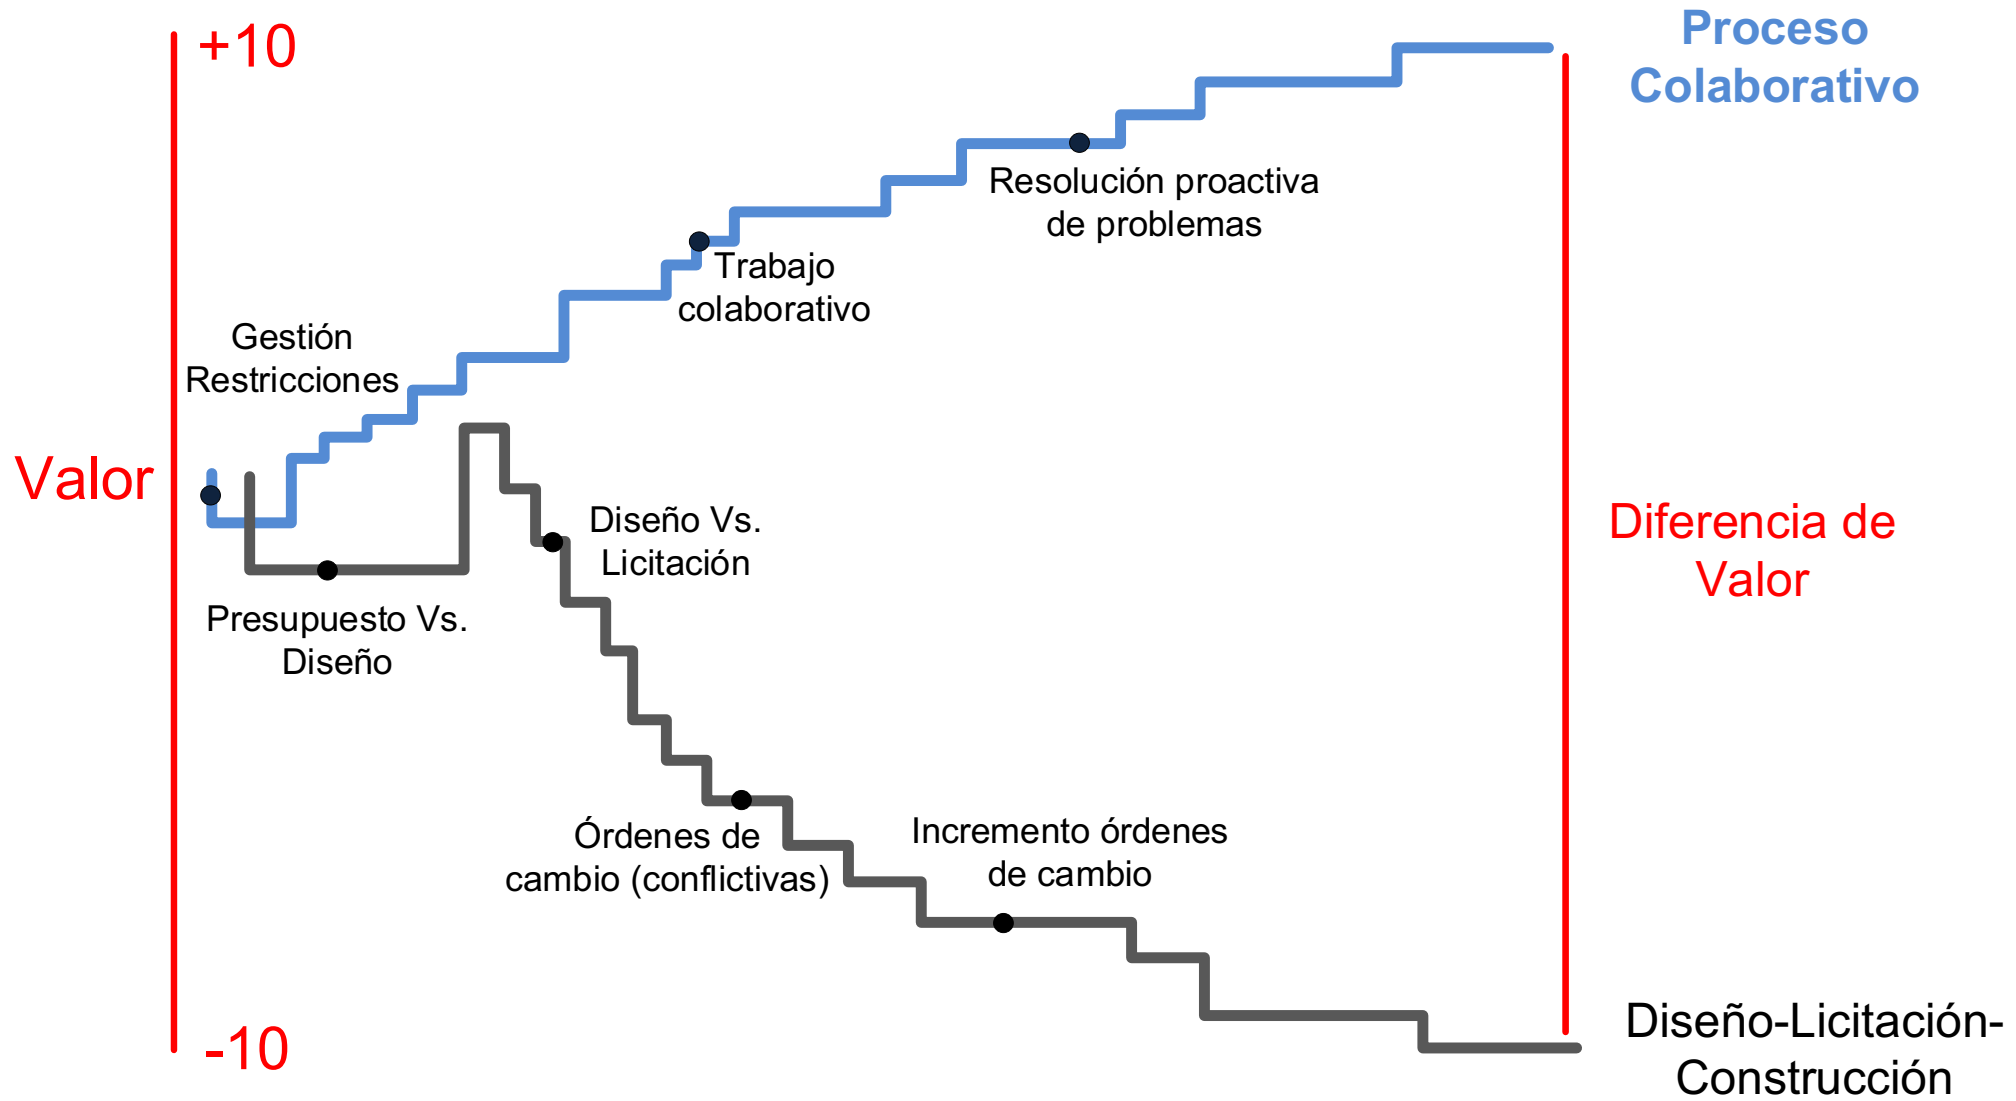 +10
Proceso
Colaborativo
Resolución proactiva
de problemas
Trabajo
colaborativo
Gestión
Restricciones
Valor
Diseño Vs.
Licitación
Diferencia de
Valor
Presupuesto Vs.
Diseño
Órdenes de
cambio (conflictivas)
Incremento órdenes
de cambio
-10
Diseño-Licitación-
Construcción